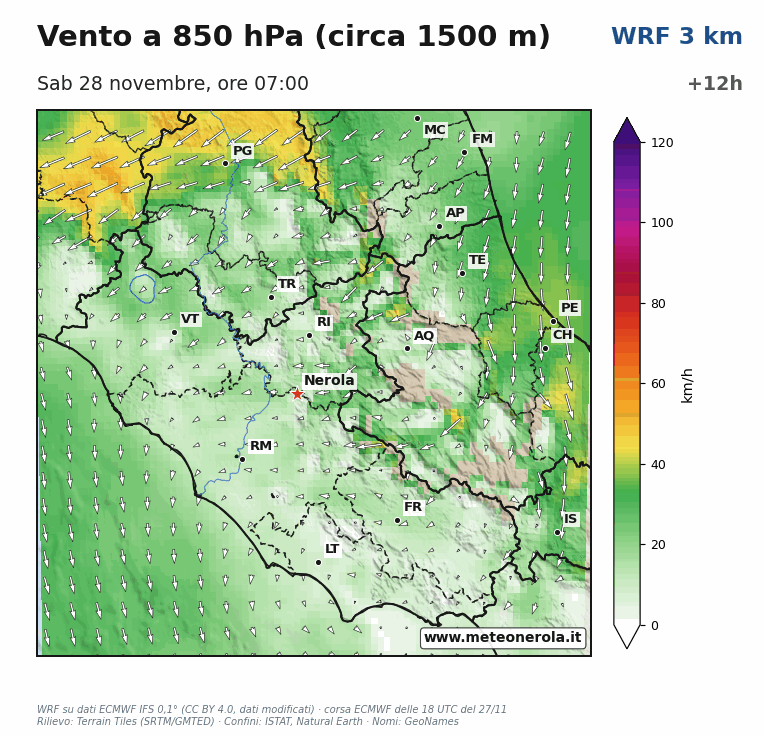 Vento a 850 hPa (circa 1500 m)
WRF 3 km
Sab 28 novembre, ore 07:00
+12h
MC
FM
PG
AP
TE
TR
PE
VT
RI
AQ
CH
Nerola
RM
FR
IS
LT
www.meteonerola.it
120
100
80
60
40
20
0
km/h
WRF su dati ECMWF IFS 0,1° (CC BY 4.0, dati modificati) · corsa ECMWF delle 18 UTC del 27/11
Rilievo: Terrain Tiles (SRTM/GMTED) · Confini: ISTAT, Natural Earth · Nomi: GeoNames